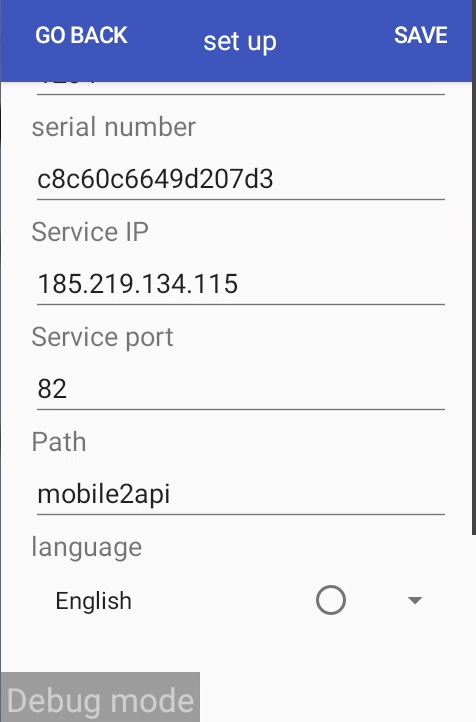 GO BACK
set up
SAVE
serial number
c8c60c6649d207d3
Service IP
185.219.134.115
Service port
82
Path
mobile2api
language
English
Debug mode